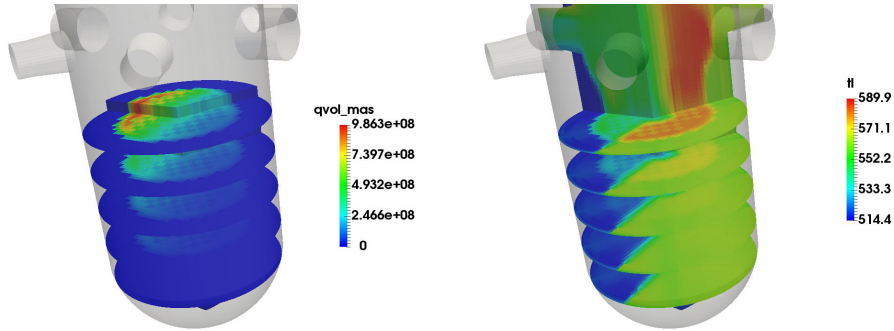 qvol_mas
9.863e+08
7.397e+08
4.932e+08
2.466e+08
0
tl
589.9
571.1
552.2
533.3
514.4